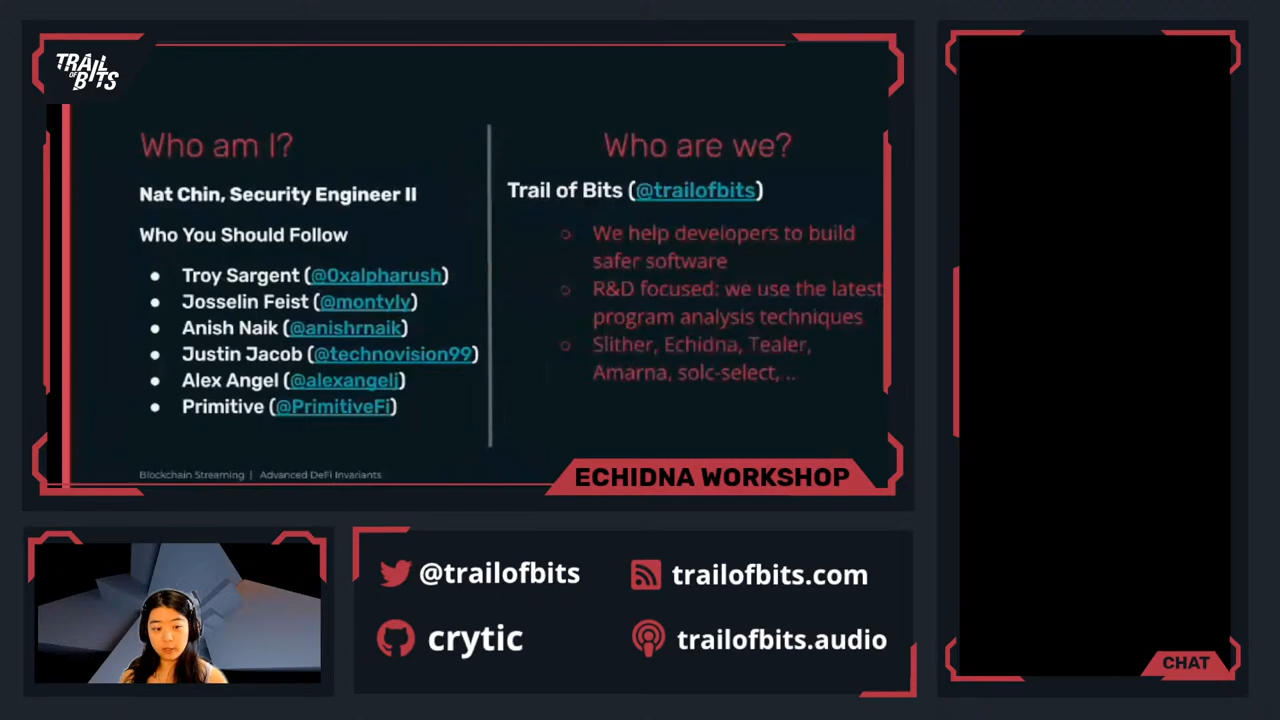 TRAIL
OF
BITS
Who am I?
Nat Chin, Security Engineer II
Who You Should Follow
● Troy Sargent (@0xalpharush)
● Josselin Feist (@montyly)
● Anish Naik (@anishrnaik)
● Justin Jacob (@technovision99)
● Alex Angel (@alexangelj)
● Primitive (@PrimitiveFi)
Blockchain Streaming | Advanced DeFi Invariants
Who are we?
Trail of Bits (@trailofbits)
○ We help developers to build
safer software
○ R&D focused: we use the latest
program analysis techniques
○ Slither, Echidna, Tealer,
Amarna, solc-select, ..
ECHIDNA WORKSHOP
@trailofbits
trailofbits.com
crytic
trailofbits.audio
CHAT